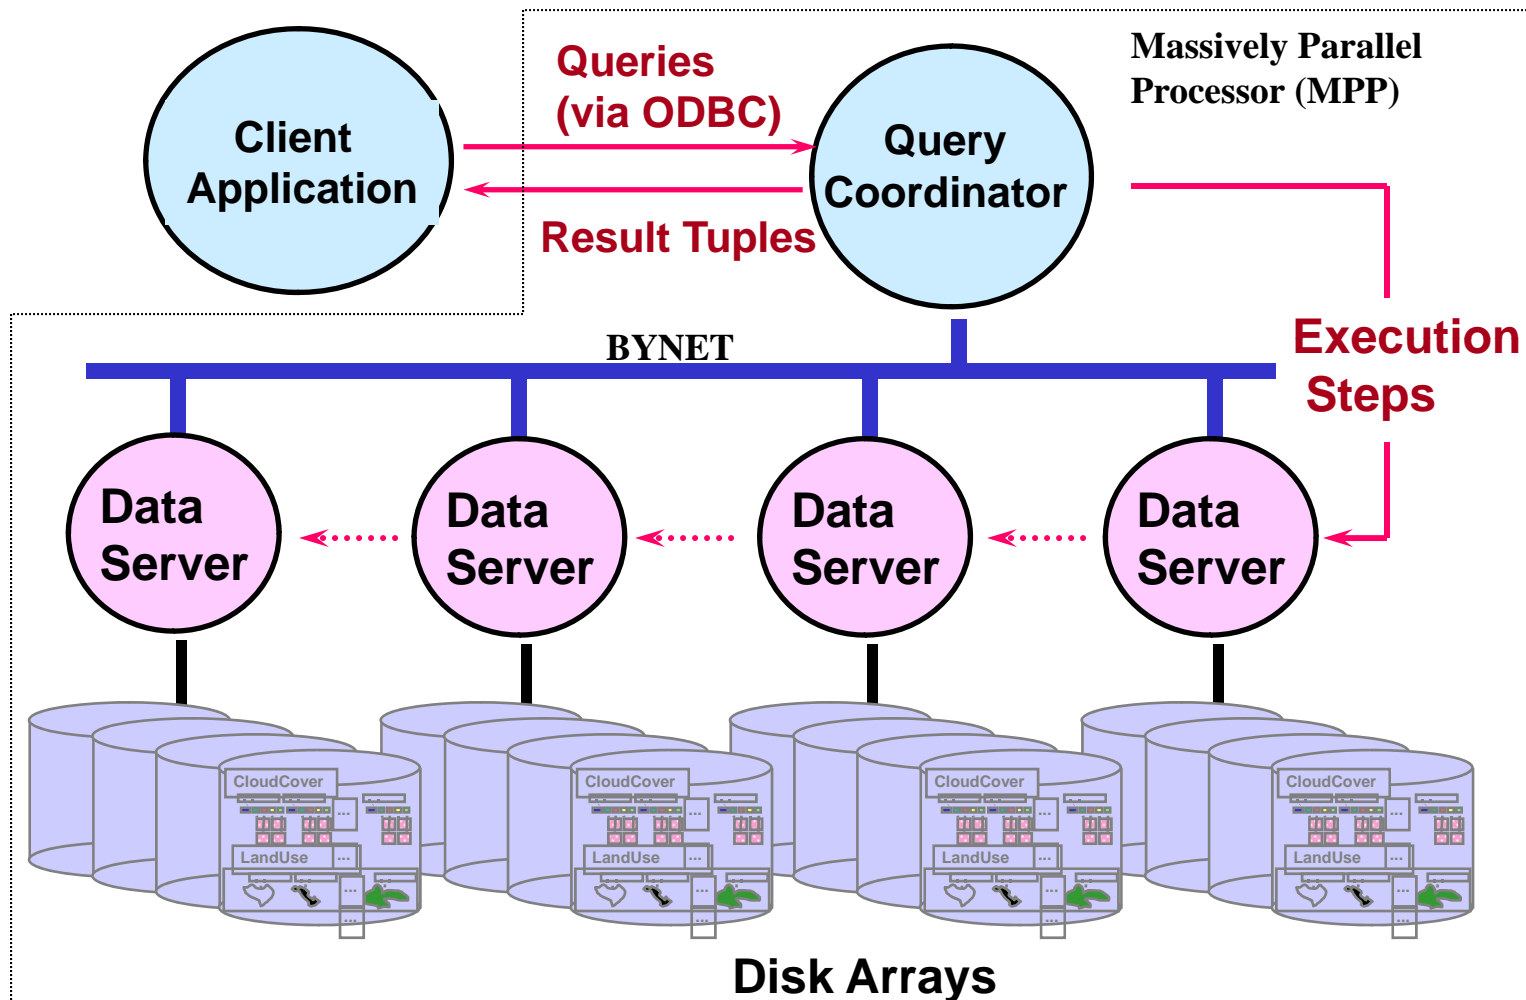 Massively Parallel
Processor (MPP)
Queries
(via ODBC)
Client
Application
Query
Coordinator
Result Tuples
BYNET
Execution
Steps
Data
Server
Data
Server
Data
Server
Data
Server
CloudCover
...
LandUse
...
...
...
CloudCover
...
LandUse
...
...
...
CloudCover
...
LandUse
...
...
...
CloudCover
...
LandUse
...
...
...
Disk Arrays